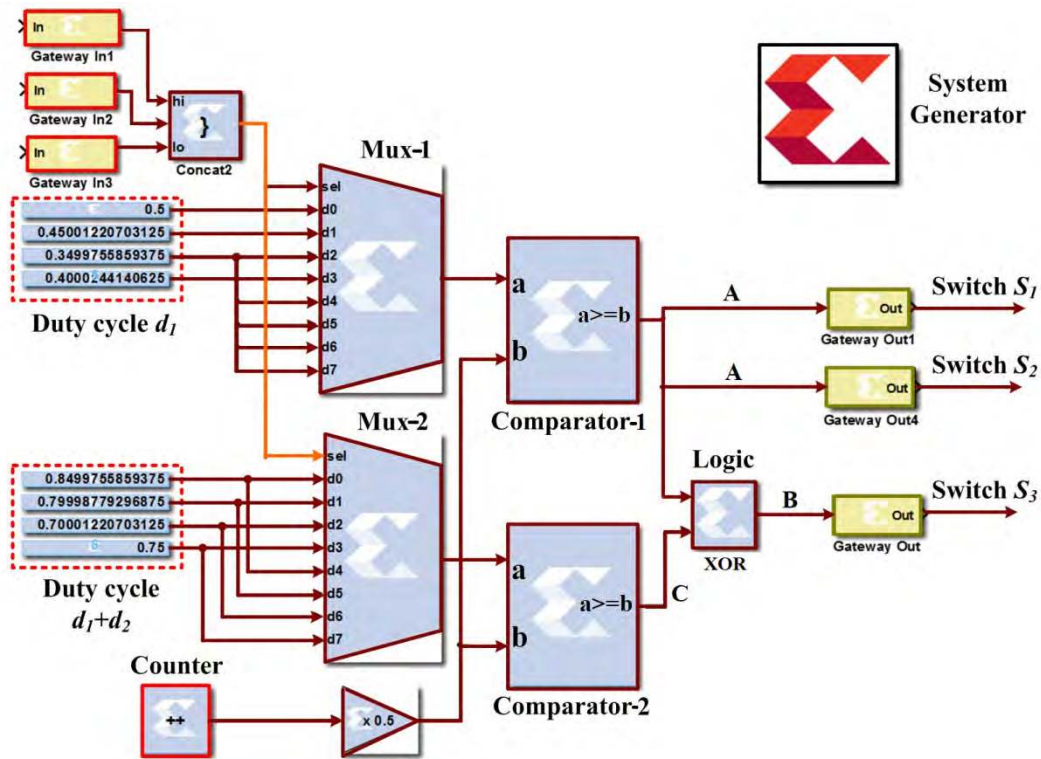 In
Gateway In1
In
Gateway In2
In
Gateway In3
hi
}
lo
Concat2
System
Generator
0.5
0.45001220703125
0.3499755859375
0.4000244140625
Duty cycle d1
Mux-1
sel
d0
d1
d2
d3
d4
d5
d6
d7
a
b
a>=b
Comparator-1
A
Out
Gateway Out1
Switch S1
A
Out
Gateway Out4
Switch S2
Mux-2
sel
d0
d1
d2
d3
d4
d5
d6
d7
0.8499755859375
0.79998779296875
0.70001220703125
0.75
Duty cycle
d1+d2
a
b
a>=b
Comparator-2
C
Logic
XOR
B
Out
Gateway Out
Switch S3
Counter
++
x 0.5